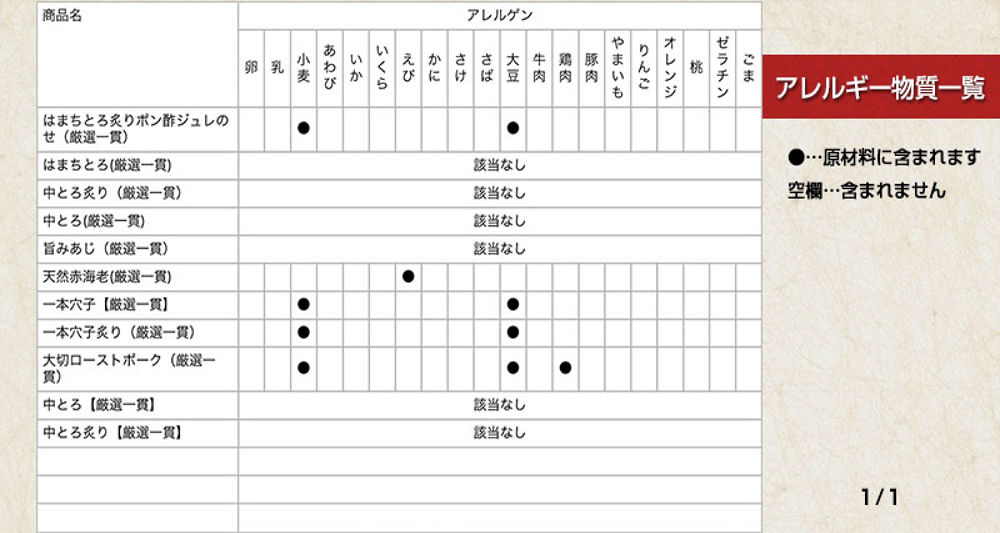 商品名
アレルゲン
卵 乳 小麦 あわび いか いくら えび かに さけ さば 大豆 牛肉 鶏肉 豚肉 やまいも りんご オレンジ 桃 ゼラチン ごま
はまちとろ炙りポン酢ジュレの
せ（厳選一貫） ● ●
はまちとろ(厳選一貫) 該当なし
中とろ炙り（厳選一貫） 該当なし
中とろ(厳選一貫) 該当なし
旨みあじ（厳選一貫） 該当なし
天然赤海老(厳選一貫) ●
一本穴子【厳選一貫】 ● ●
一本穴子炙り（厳選一貫） ● ●
大切ローストポーク（厳選一
貫） ● ● ●
中とろ【厳選一貫】 該当なし
中とろ炙り【厳選一貫】 該当なし
アレルギー物質一覧
●…原材料に含まれます
空欄…含まれません
1/1